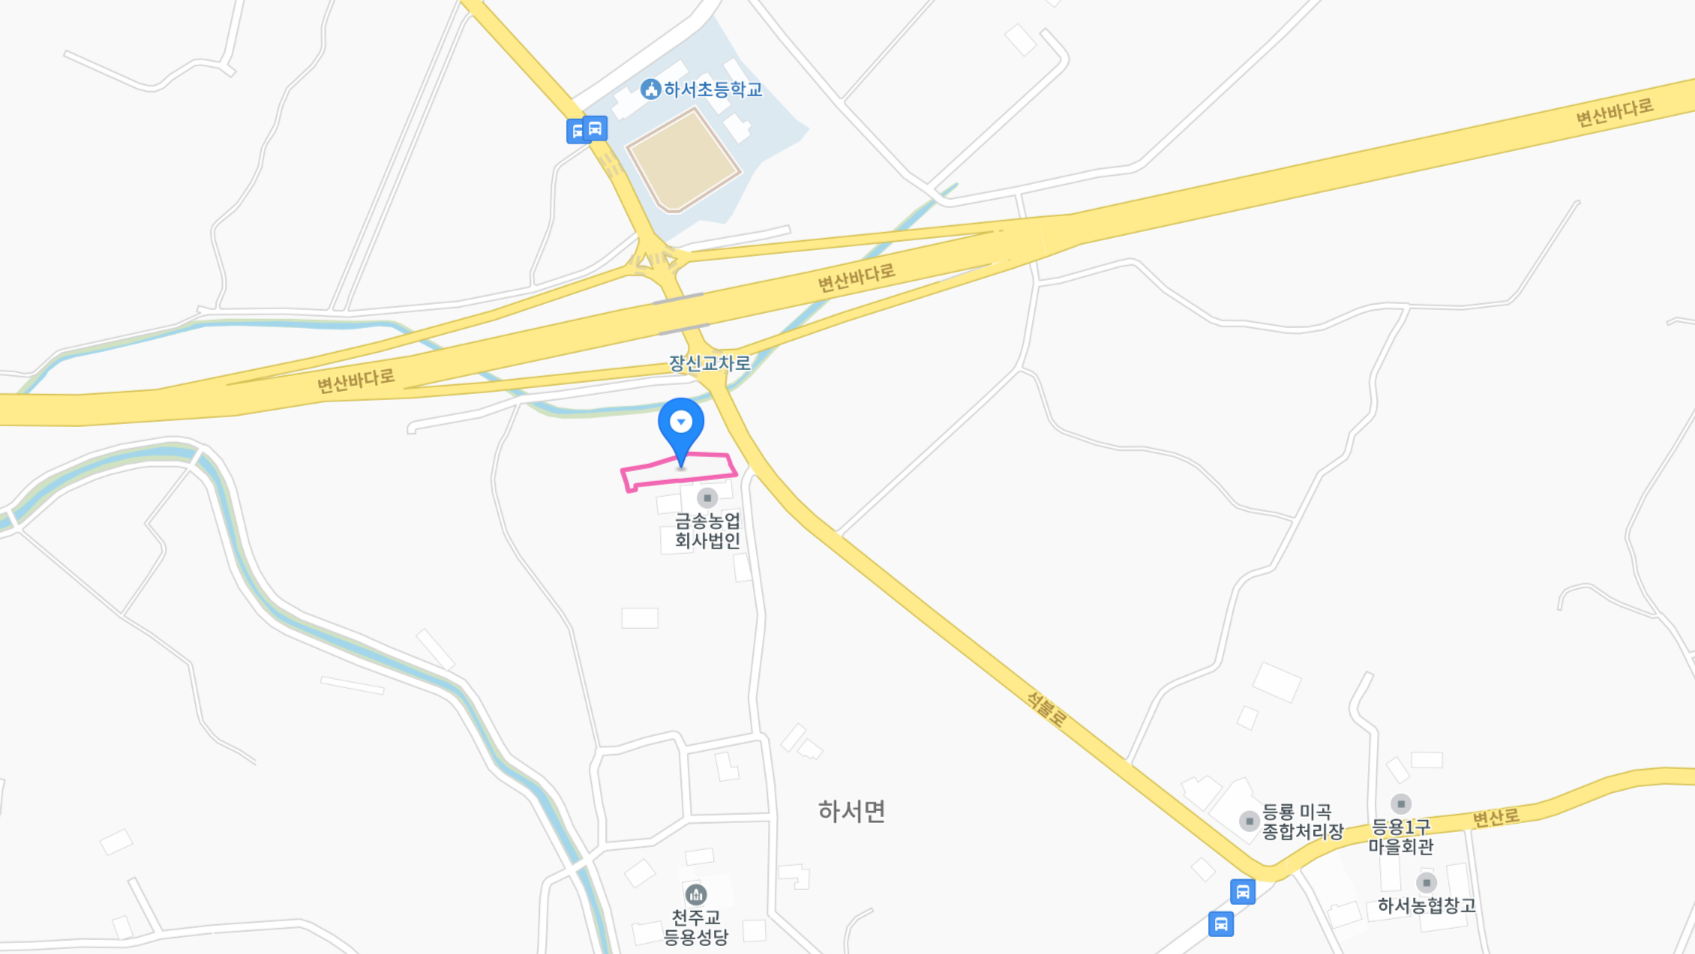 하서초등학교
변산바다로
변산바다로
변산바다로
장신교차로
금송농업
회사법인
석불로
하서면
등룡 미곡
종합처리장
등용1구
마을회관
변산로
하서농협창고
천주교
등용성당